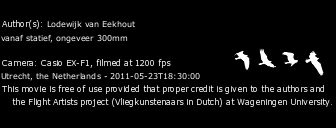 Author(s): Lodewijk van Eekhout
vanaf statief, ongeveer 300mm
Camera: Casio EX-F1, filmed at 1200 fps
Utrecht, the Netherlands - 2011-05-23T18:30:00
This movie is free of use provided that proper credit is given to the authors and
the Flight Artists project (Vliegkunstenaars in Dutch) at Wageningen University.